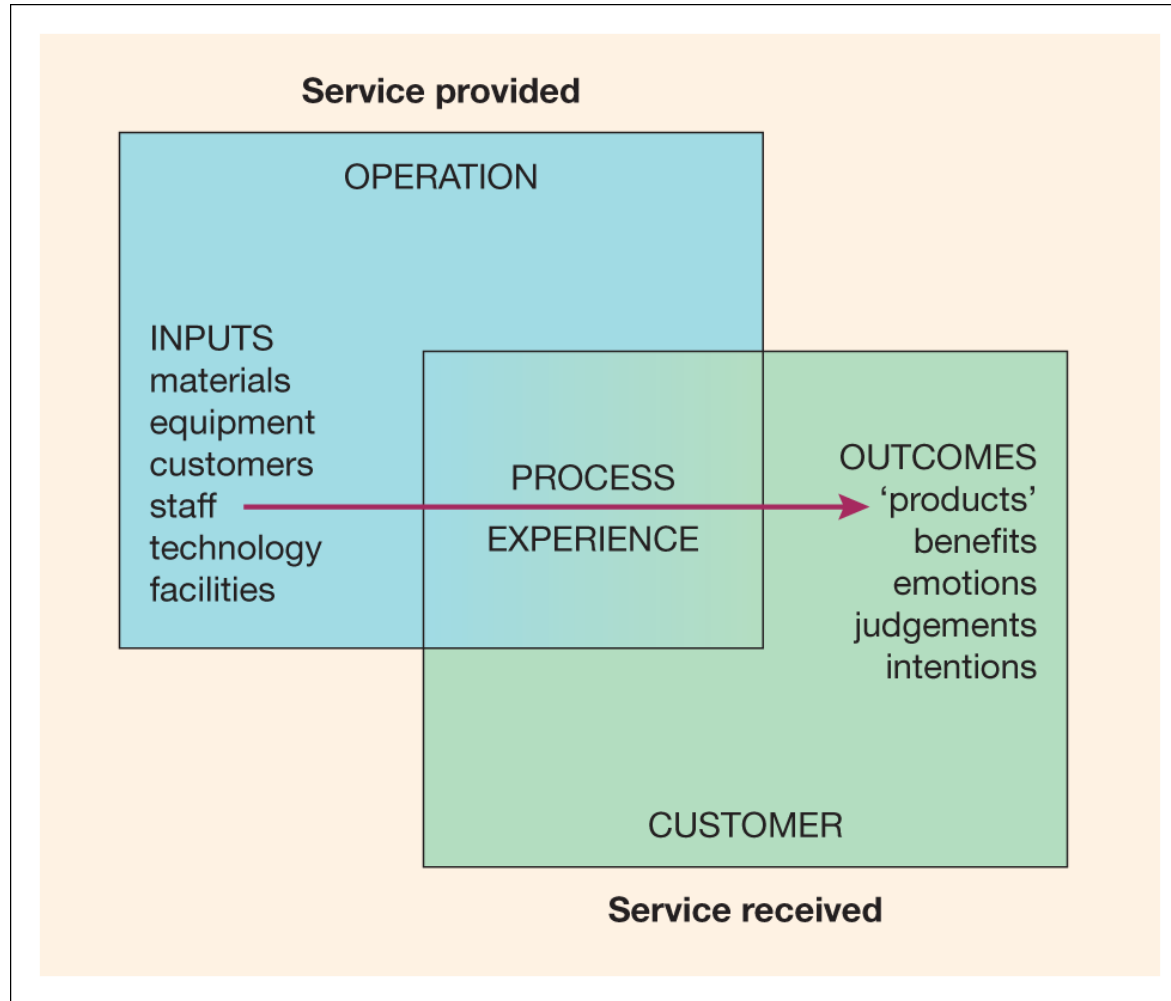 Service provided
OPERATION
INPUTS
materials
equipment
customers
staff
technology
facilities
PROCESS
EXPERIENCE
OUTCOMES
‘products’
benefits
emotions
judgements
intentions
CUSTOMER
Service received